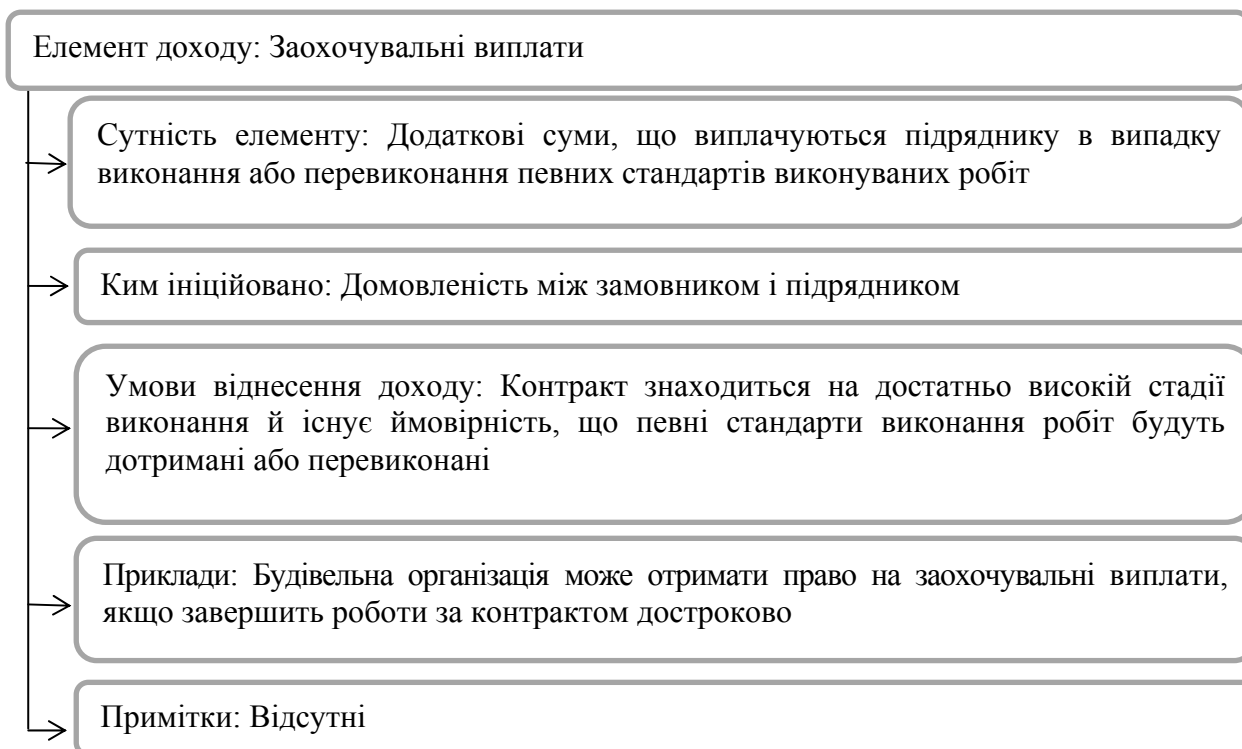 Елемент доходу: Заохочувальні виплати
Сутність елементу: Додаткові суми, що виплачуються підряднику в випадку
виконання або перевиконання певних стандартів виконуваних робіт
Ким ініційовано: Домовленість між замовником і підрядником
Умови віднесення доходу: Контракт знаходиться на достатньо високій стадії
виконання й існує ймовірність, що певні стандарти виконання робіт будуть
дотримані або перевиконані
Приклади: Будівельна організація може отримати право на заохочувальні виплати,
якщо завершить роботи за контрактом достроково
Примітки: Відсутні